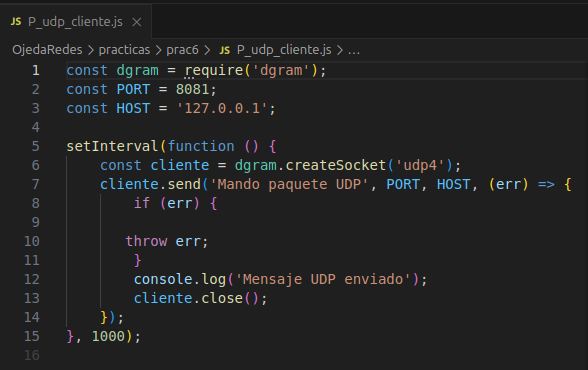 JS P_udp_cliente.js ×
OjedaRedes > practicas > prac6 > JS P_udp_cliente.js > ...
1 const dgram = require('dgram');
2 const PORT = 8081;
3 const HOST = '127.0.0.1';
4
5 setInterval(function () {
6 const cliente = dgram.createSocket('udp4');
7 cliente.send('Mando paquete UDP', PORT, HOST, (err) => {
8 if (err) {
9
10 throw err;
11 }
12 console.log('Mensaje UDP enviado');
13 cliente.close();
14 });
15 }, 1000);
16